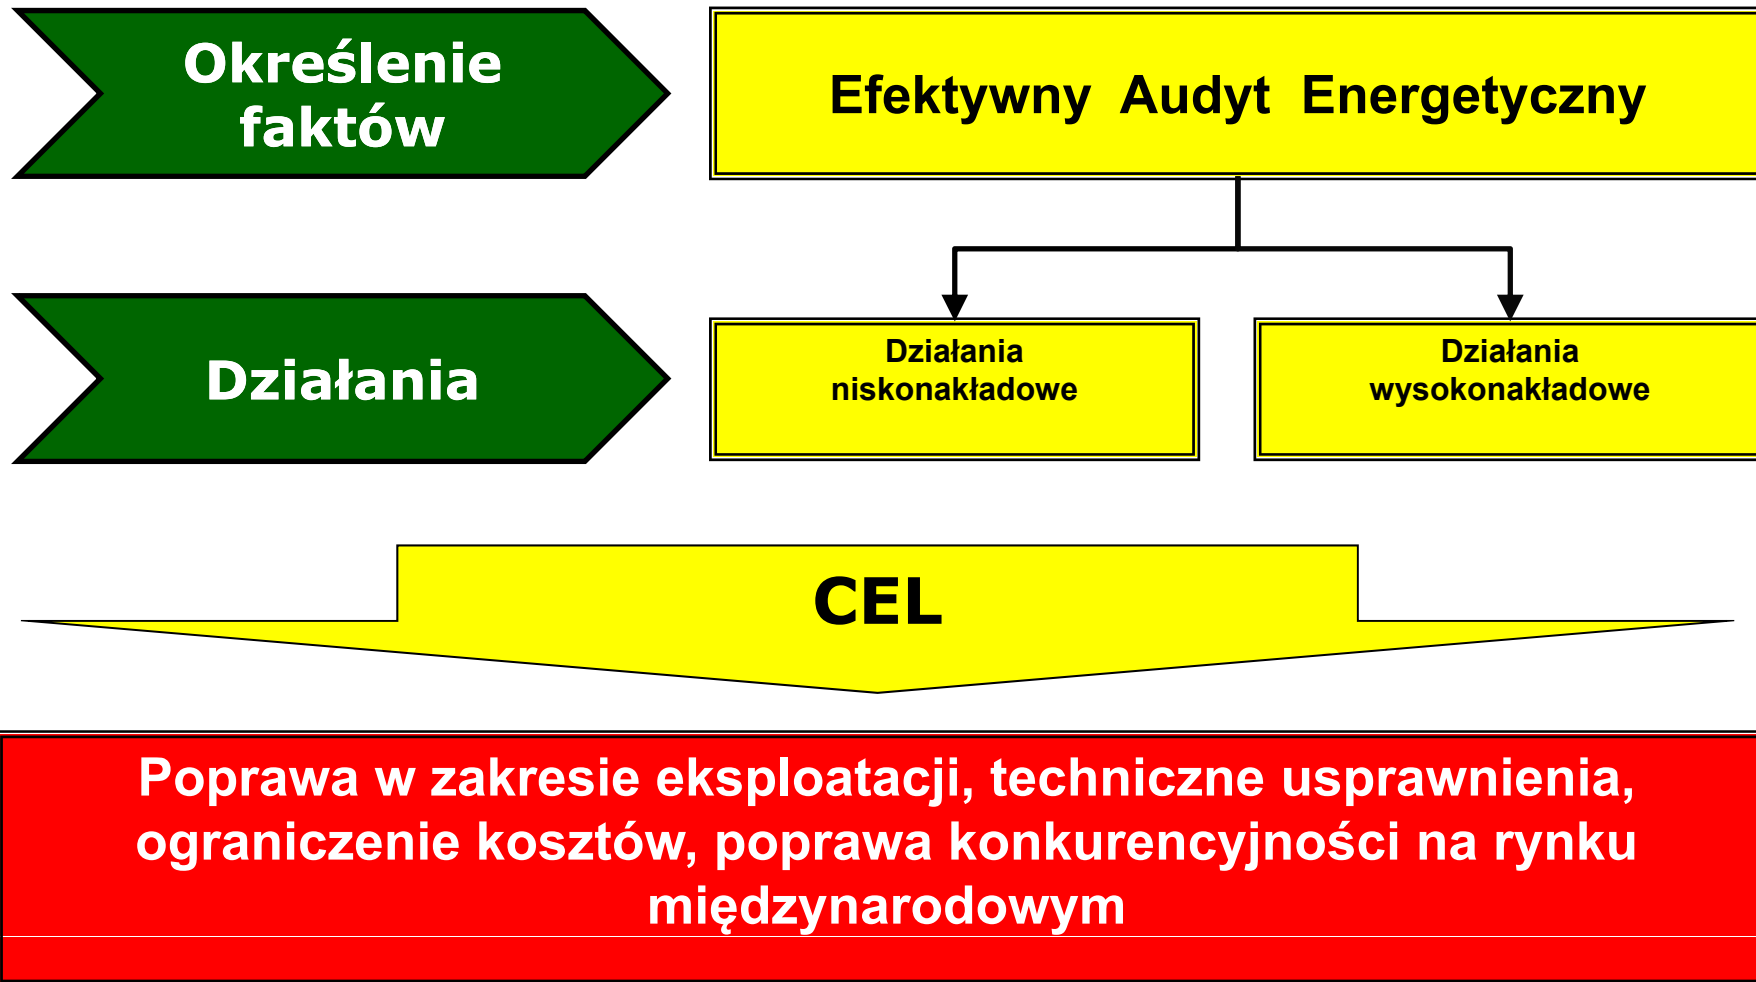 Określenie
faktów
Efektywny Audyt Energetyczny
Działania
Działania
niskonakładowe
Działania
wysokonakładowe
CEL
Poprawa w zakresie eksploatacji, techniczne usprawnienia,
ograniczenie kosztów, poprawa konkurencyjności na rynku
międzynarodowym